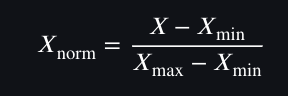 X_norm = (X − X_min) / (X_max − X_min)